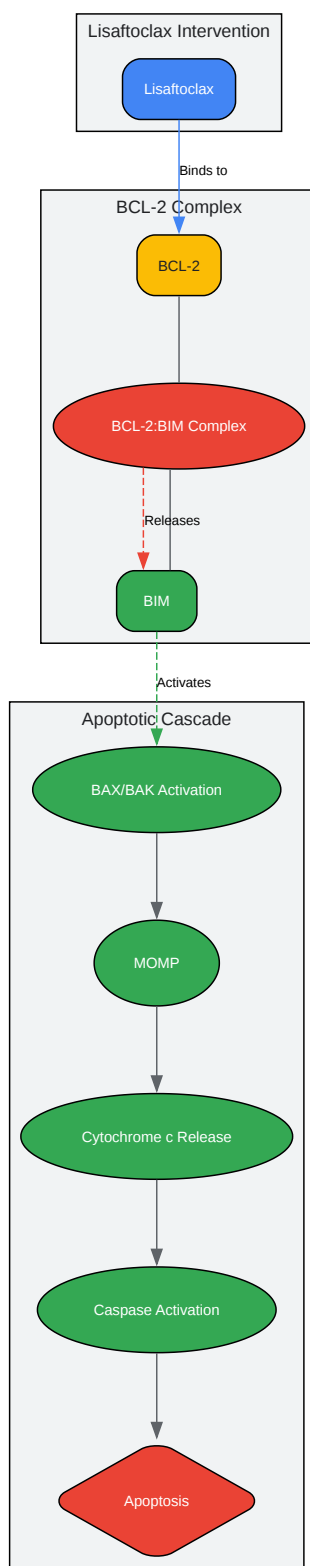 Lisaftoclax Intervention
Lisaftoclax
Binds to
BCL-2 Complex
BCL-2
BCL-2:BIM Complex
Releases
BIM
Activates
Apoptotic Cascade
BAX/BAK Activation
MOMP
Cytochrome c Release
Caspase Activation
Apoptosis